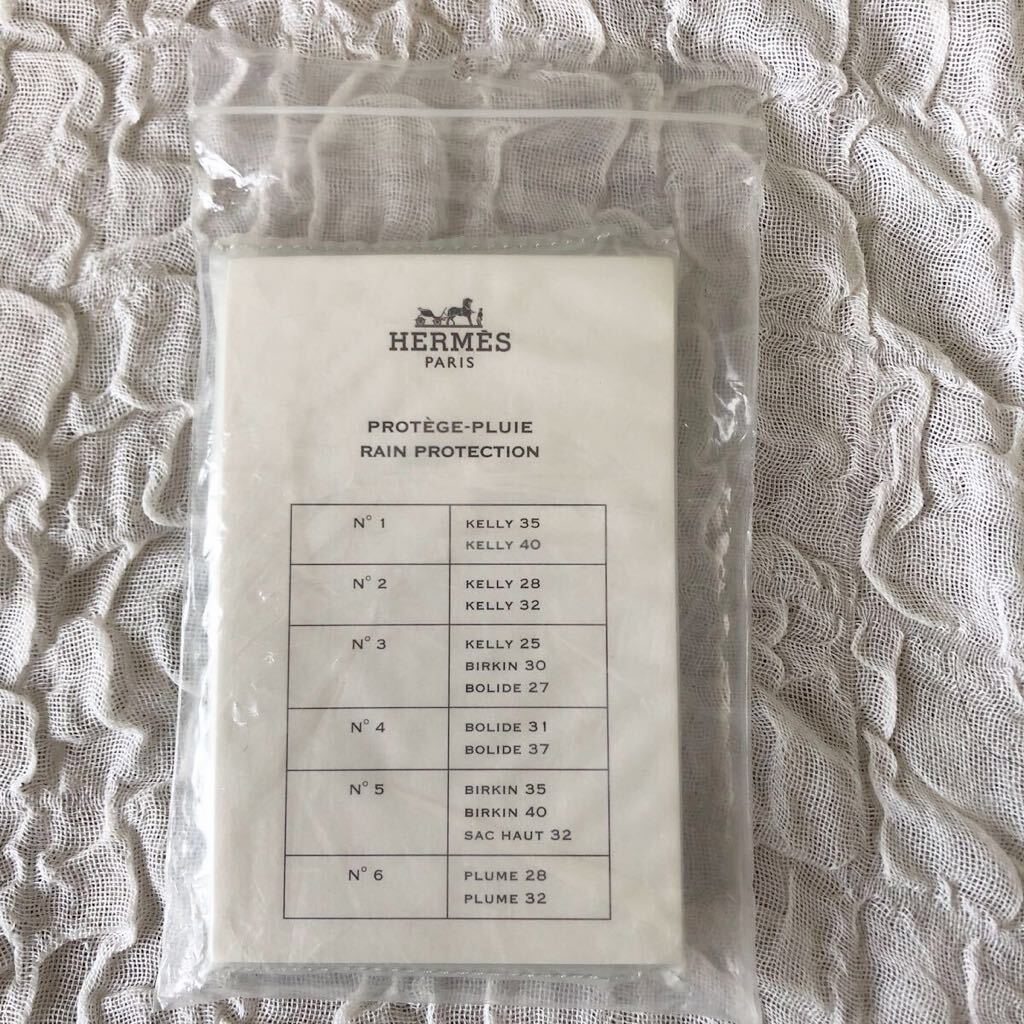 HERMÈS
PARIS
PROTÈGE-PLUIE
RAIN PROTECTION
N° 1
KELLY 35
KELLY 40
N° 2
KELLY 28
KELLY 32
N° 3
KELLY 25
BIRKIN 30
BOLIDE 27
N° 4
BOLIDE 31
BOLIDE 37
N° 5
BIRKIN 35
BIRKIN 40
SAC HAUT 32
N° 6
PLUME 28
PLUME 32